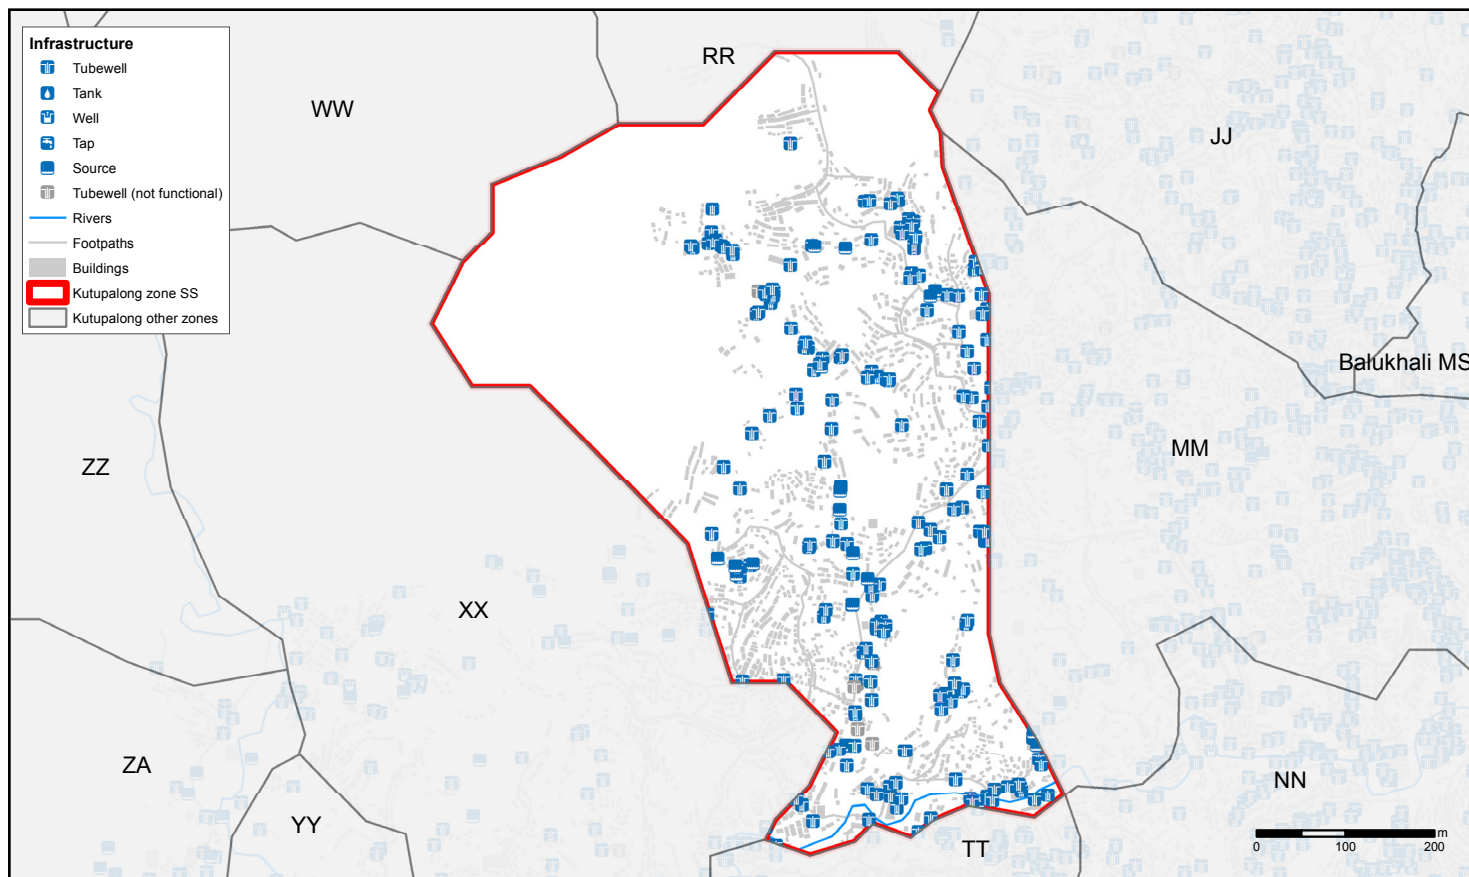 Infrastructure
Tubewell
Tank
Well
Tap
Source
Tubewell (not functional)
Rivers
Footpaths
Buildings
Kutupalong zone SS
Kutupalong other zones
RR
WW
JJ
Balukhali MS
MM
ZZ
XX
ZA
YY
NN
TT
m
0 100 200